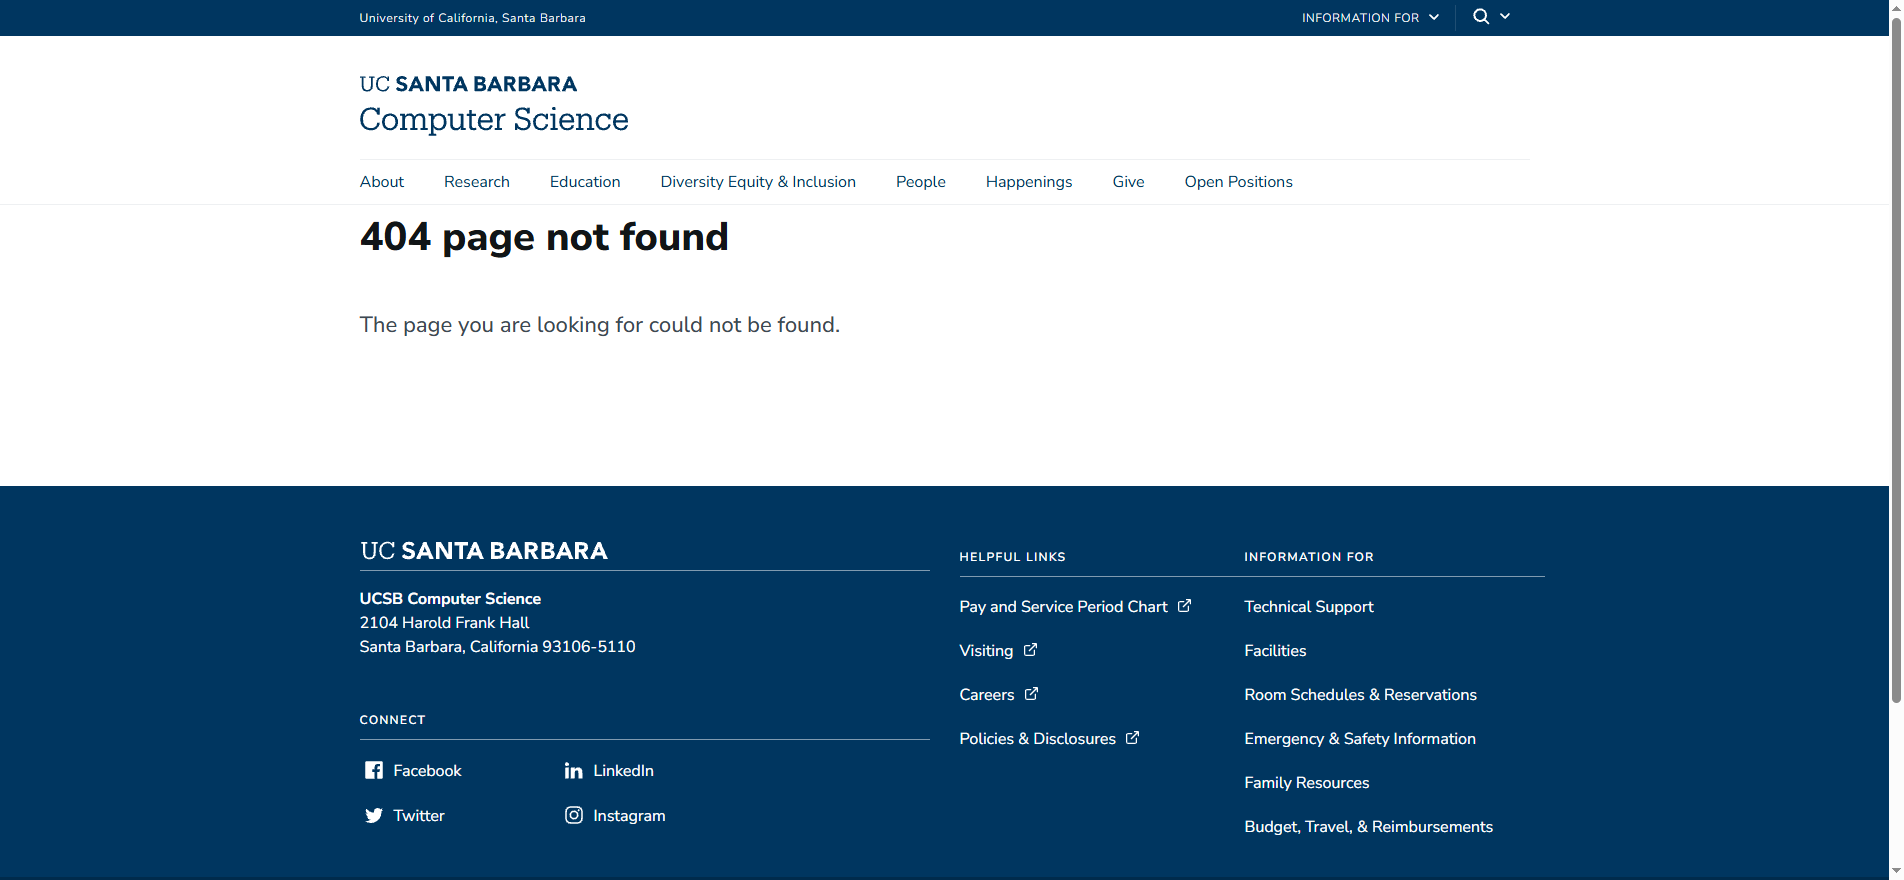 University of California, Santa Barbara
INFORMATION FOR
UC SANTA BARBARA
Computer Science
About Research Education Diversity Equity & Inclusion People Happenings Give Open Positions
404 page not found
The page you are looking for could not be found.
UC SANTA BARBARA
UCSB Computer Science
2104 Harold Frank Hall
Santa Barbara, California 93106-5110
CONNECT
Facebook
LinkedIn
Twitter
Instagram
HELPFUL LINKS
Pay and Service Period Chart
Visiting
Careers
Policies & Disclosures
INFORMATION FOR
Technical Support
Facilities
Room Schedules & Reservations
Emergency & Safety Information
Family Resources
Budget, Travel, & Reimbursements